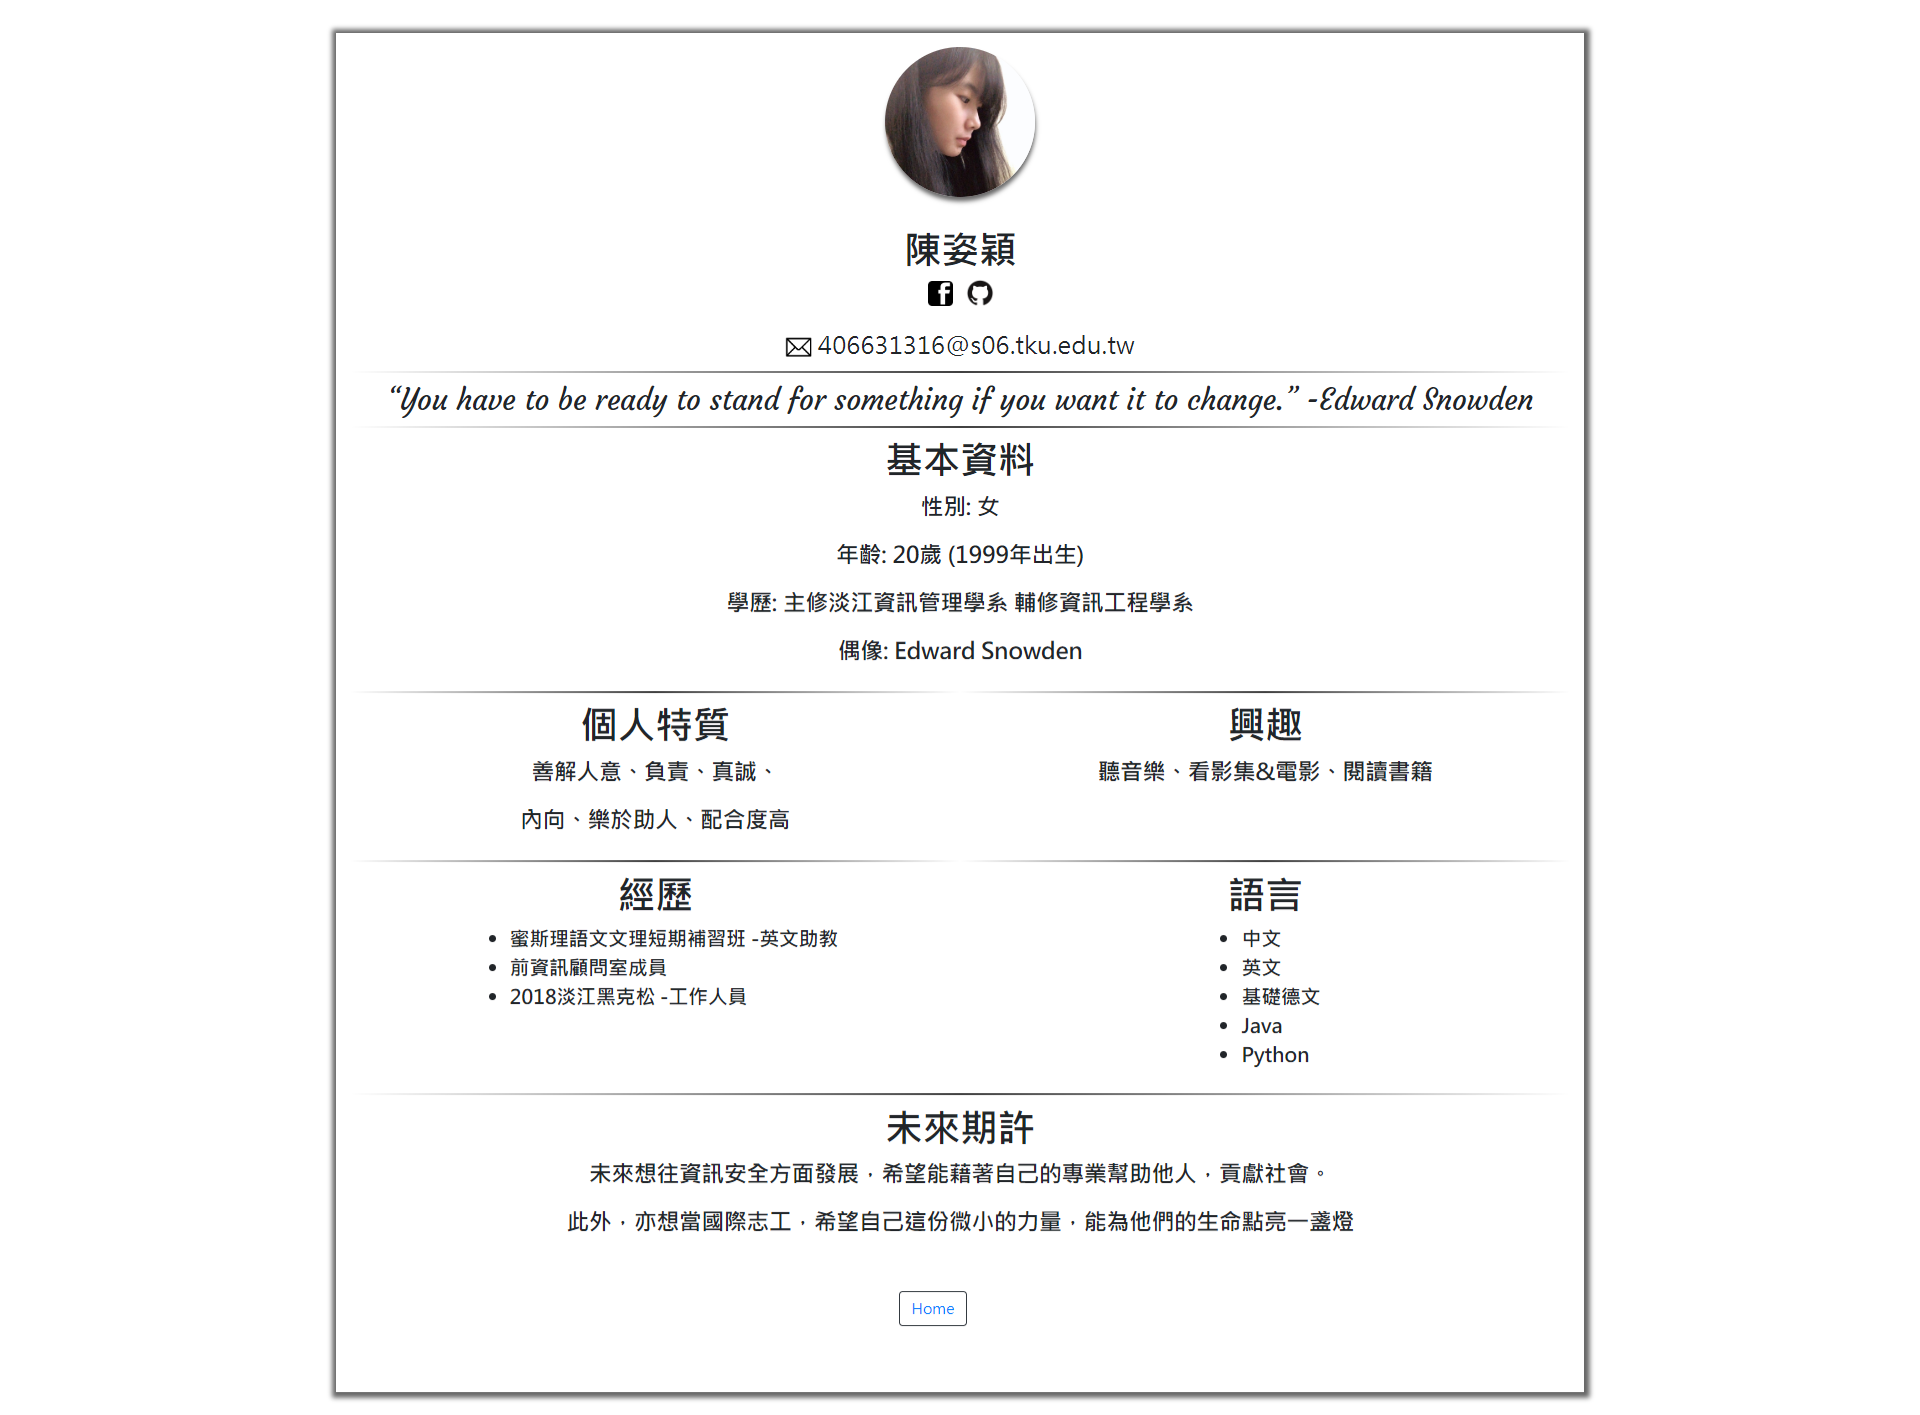 陳姿穎
406631316@s06.tku.edu.tw
“You have to be ready to stand for something if you want it to change.” -Edward Snowden
基本資料
性別: 女
年齡: 20歲 (1999年出生)
學歷: 主修淡江資訊管理學系 輔修資訊工程學系
偶像: Edward Snowden
個人特質
善解人意、負責、真誠、
內向、樂於助人、配合度高
興趣
聽音樂、看影集&電影、閱讀書籍
經歷
蜜斯理語文文理短期補習班 -英文助教
前資訊顧問室成員
2018淡江黑克松 -工作人員
語言
中文
英文
基礎德文
Java
Python
未來期許
未來想往資訊安全方面發展，希望能藉著自己的專業幫助他人，貢獻社會。
此外，亦想當國際志工，希望自己這份微小的力量，能為他們的生命點亮一盞燈
Home